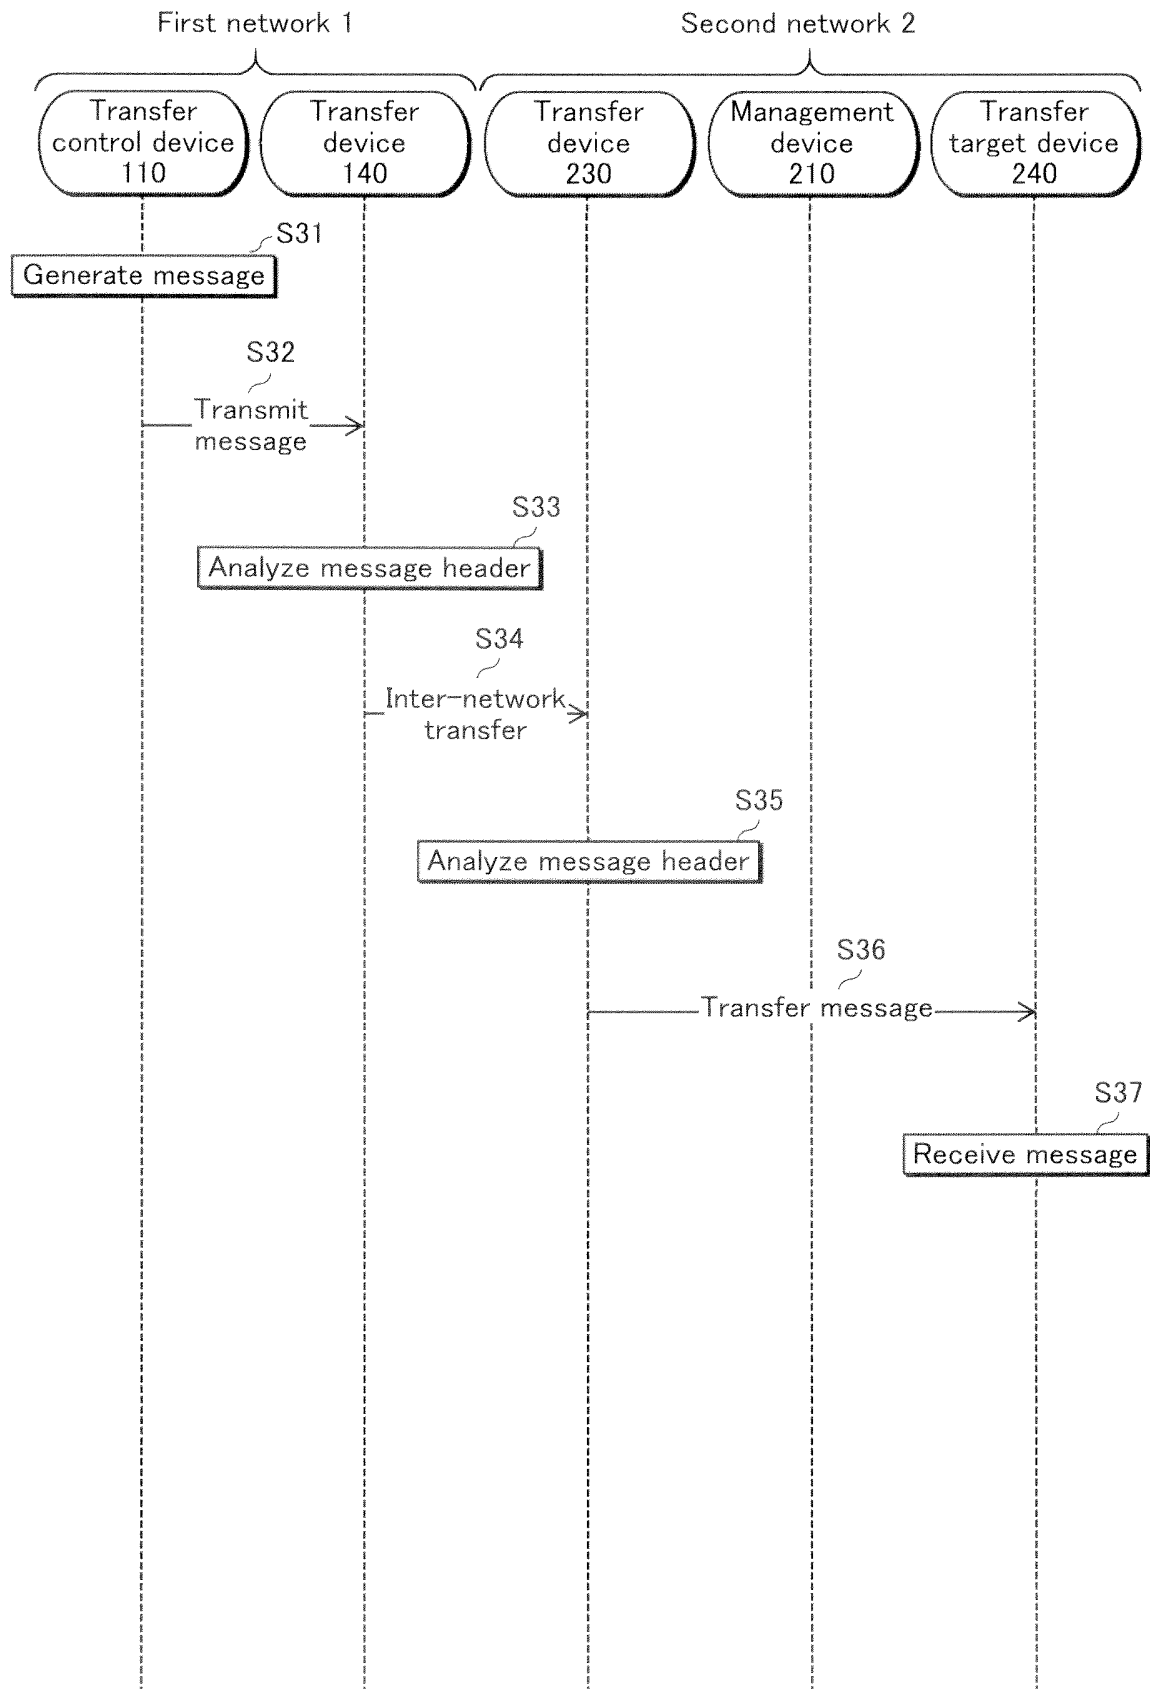 First network 1
Second network 2
Transfer
control device
110
Transfer
device
140
Transfer
device
230
Management
device
210
Transfer
target device
240
S31
Generate message
S32
Transmit
message
S33
Analyze message header
S34
Inter-network
transfer
S35
Analyze message header
S36
Transfer message
S37
Receive message